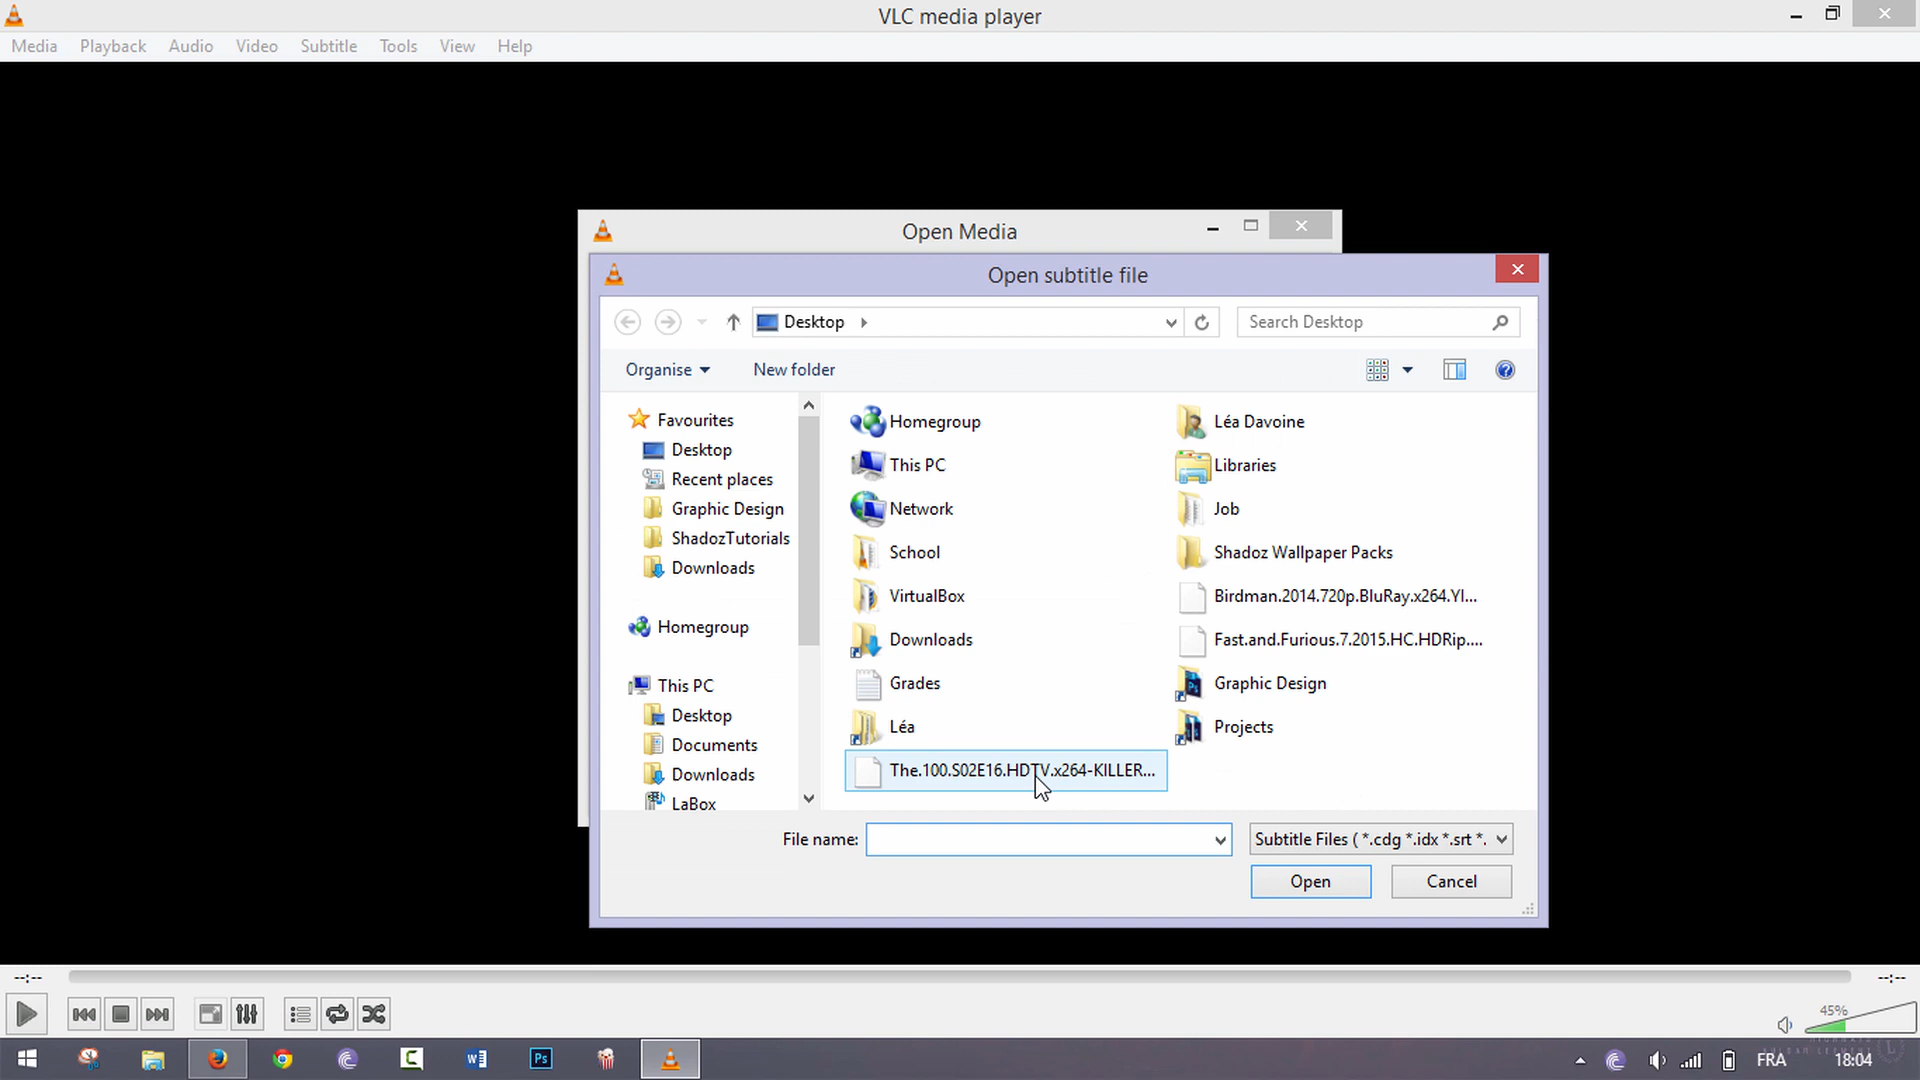 VLC media player
Media Playback Audio Video Subtitle Tools View Help
Open Media
Open subtitle file
Desktop
Search Desktop
Organise
New folder
Favourites
Desktop
Recent places
Graphic Design
ShadozTutorials
Downloads
Homegroup
This PC
Desktop
Documents
Downloads
LaBox
Homegroup
This PC
Network
School
VirtualBox
Downloads
Grades
Léa
The.100.S02E16.HDTV.x264-KILLER...
Léa Davoine
Libraries
Job
Shadoz Wallpaper Packs
Birdman.2014.720p.BluRay.x264.YI...
Fast.and.Furious.7.2015.HC.HDRip....
Graphic Design
Projects
File name:
Subtitle Files ( *.cdg *.idx *.srt *.
Open
Cancel
--:--
--:--
45%
FRA
18:04